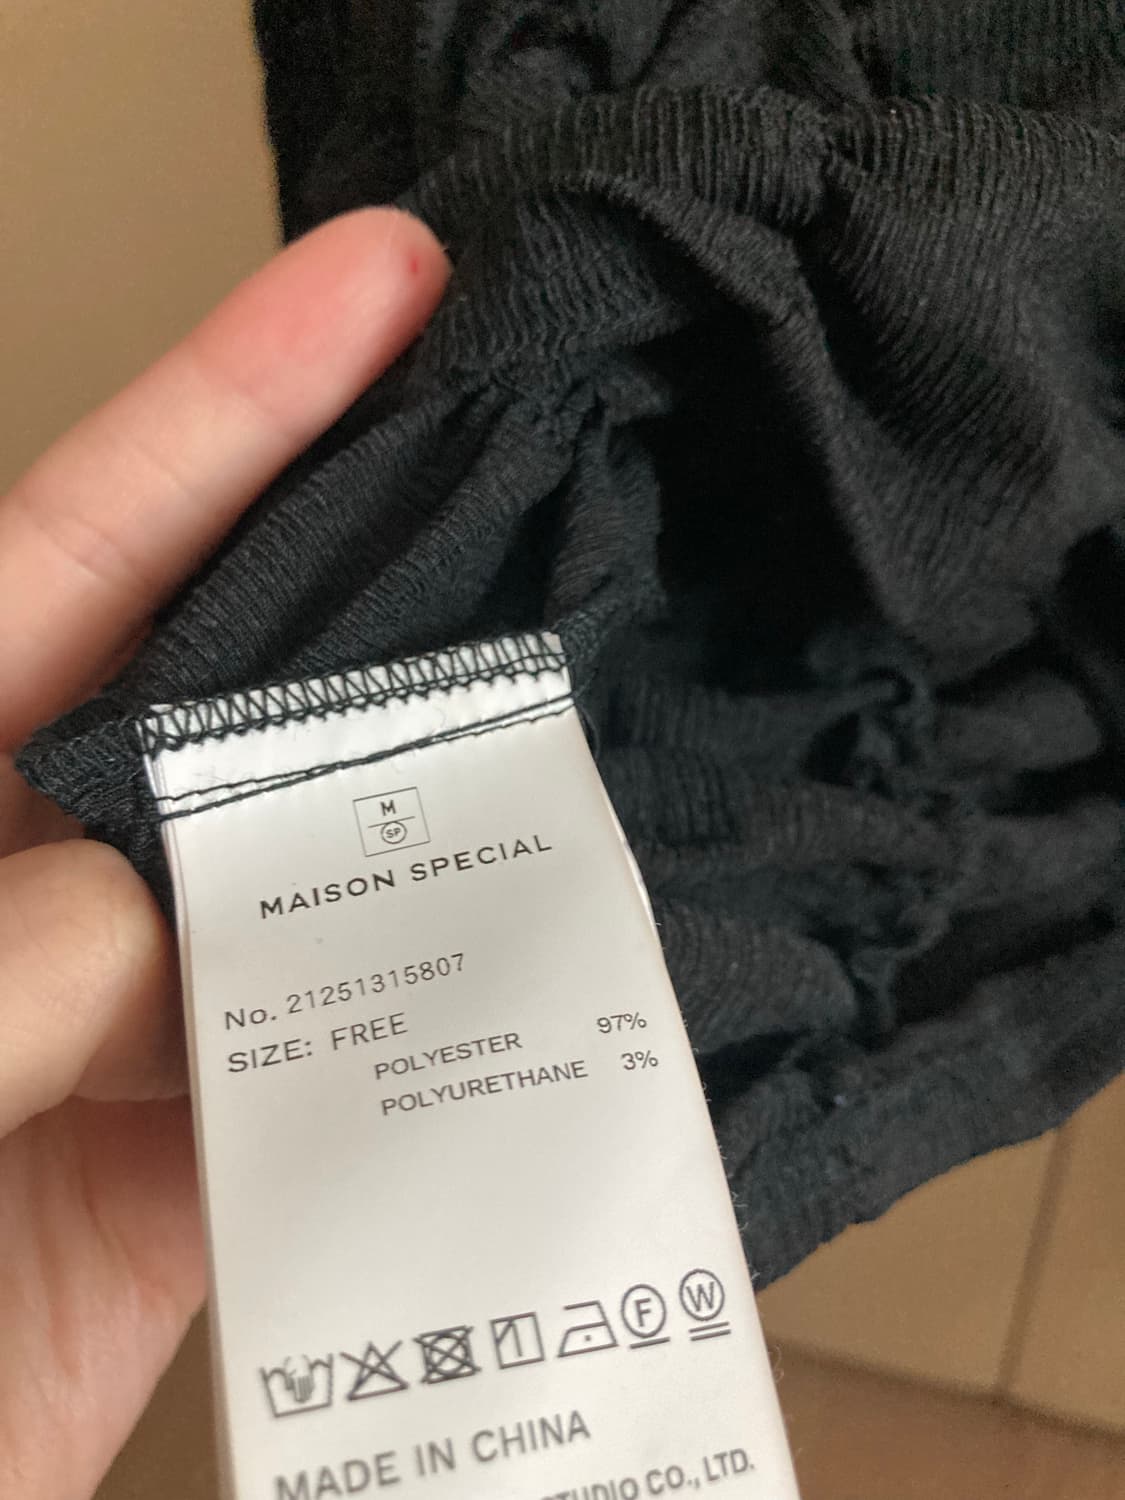 M
SP
MAISON SPECIAL
No. 21251315807
SIZE: FREE
POLYESTER 97%
POLYURETHANE 3%
F W
MADE IN CHINA
STUDIO CO., LTD.